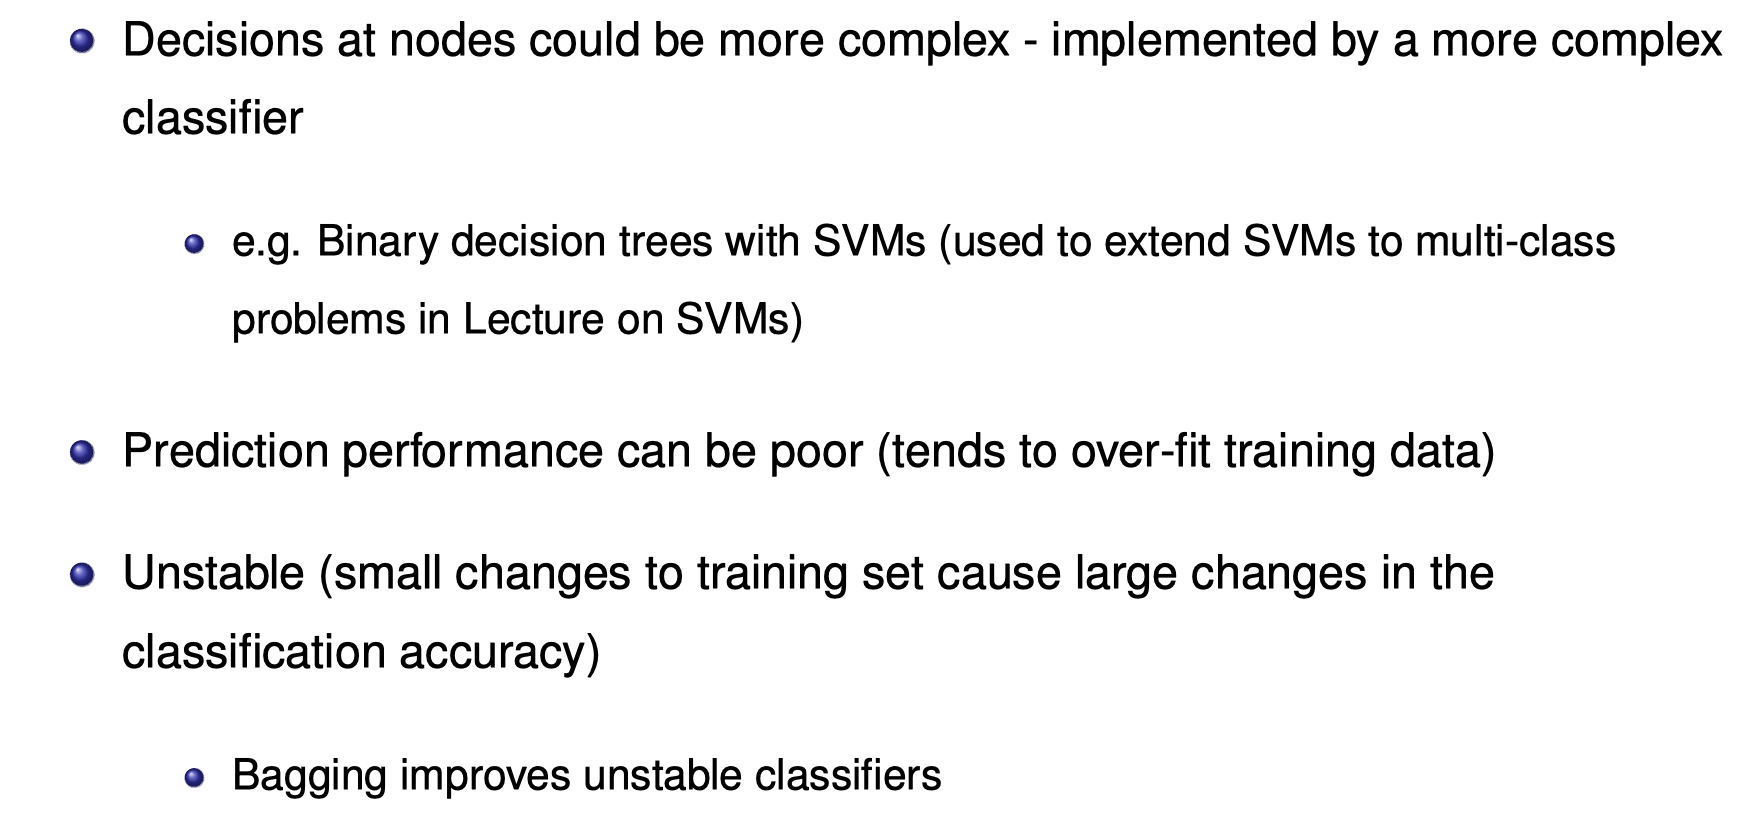 Decisions at nodes could be more complex - implemented by a more complex
classifier
e.g. Binary decision trees with SVMs (used to extend SVMs to multi-class
problems in Lecture on SVMs)
Prediction performance can be poor (tends to over-fit training data)
Unstable (small changes to training set cause large changes in the
classification accuracy)
Bagging improves unstable classifiers